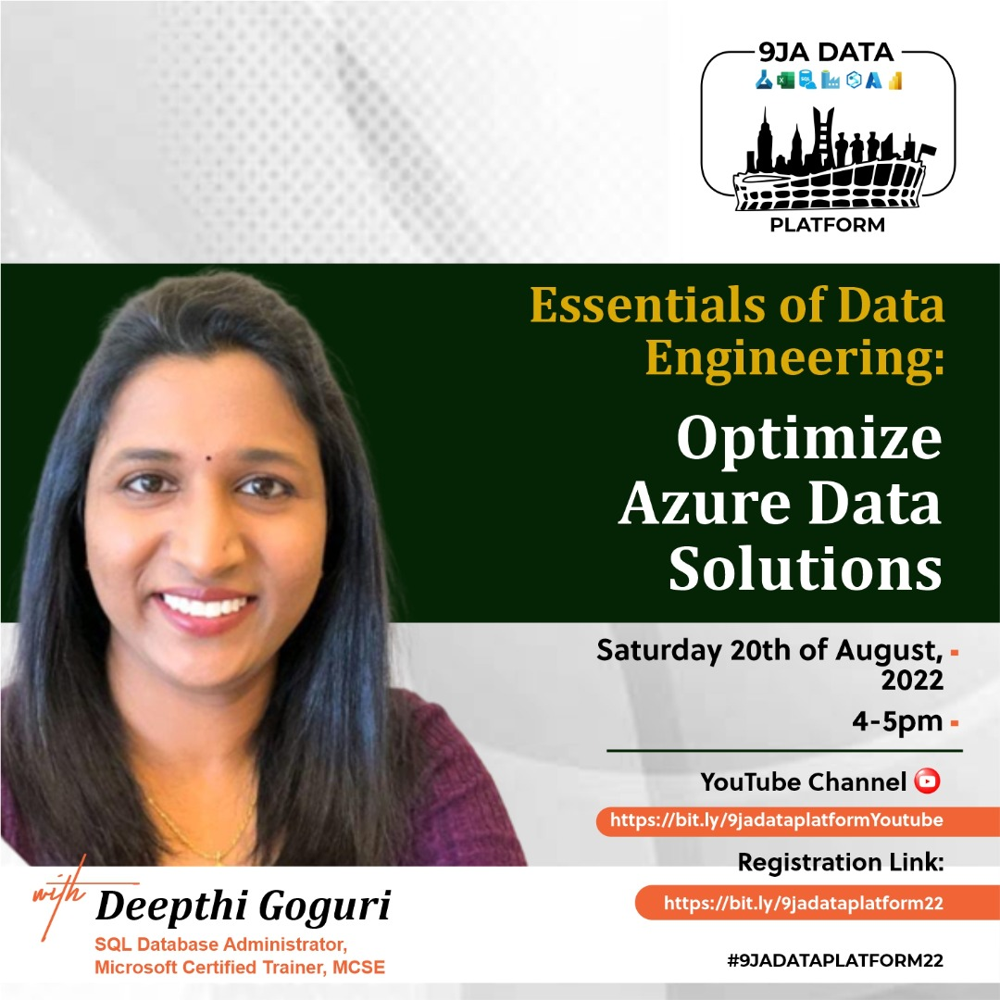 9JA DATA
PLATFORM
Essentials of Data
Engineering:
Optimize
Azure Data
Solutions
Saturday 20th of August,
2022
4-5pm
YouTube Channel
https://bit.ly/9jadataplatformYoutube
Registration Link:
https://bit.ly/9jadataplatform22
#9JADATAPLATFORM22
with Deepthi Goguri
SQL Database Administrator,
Microsoft Certified Trainer, MCSE